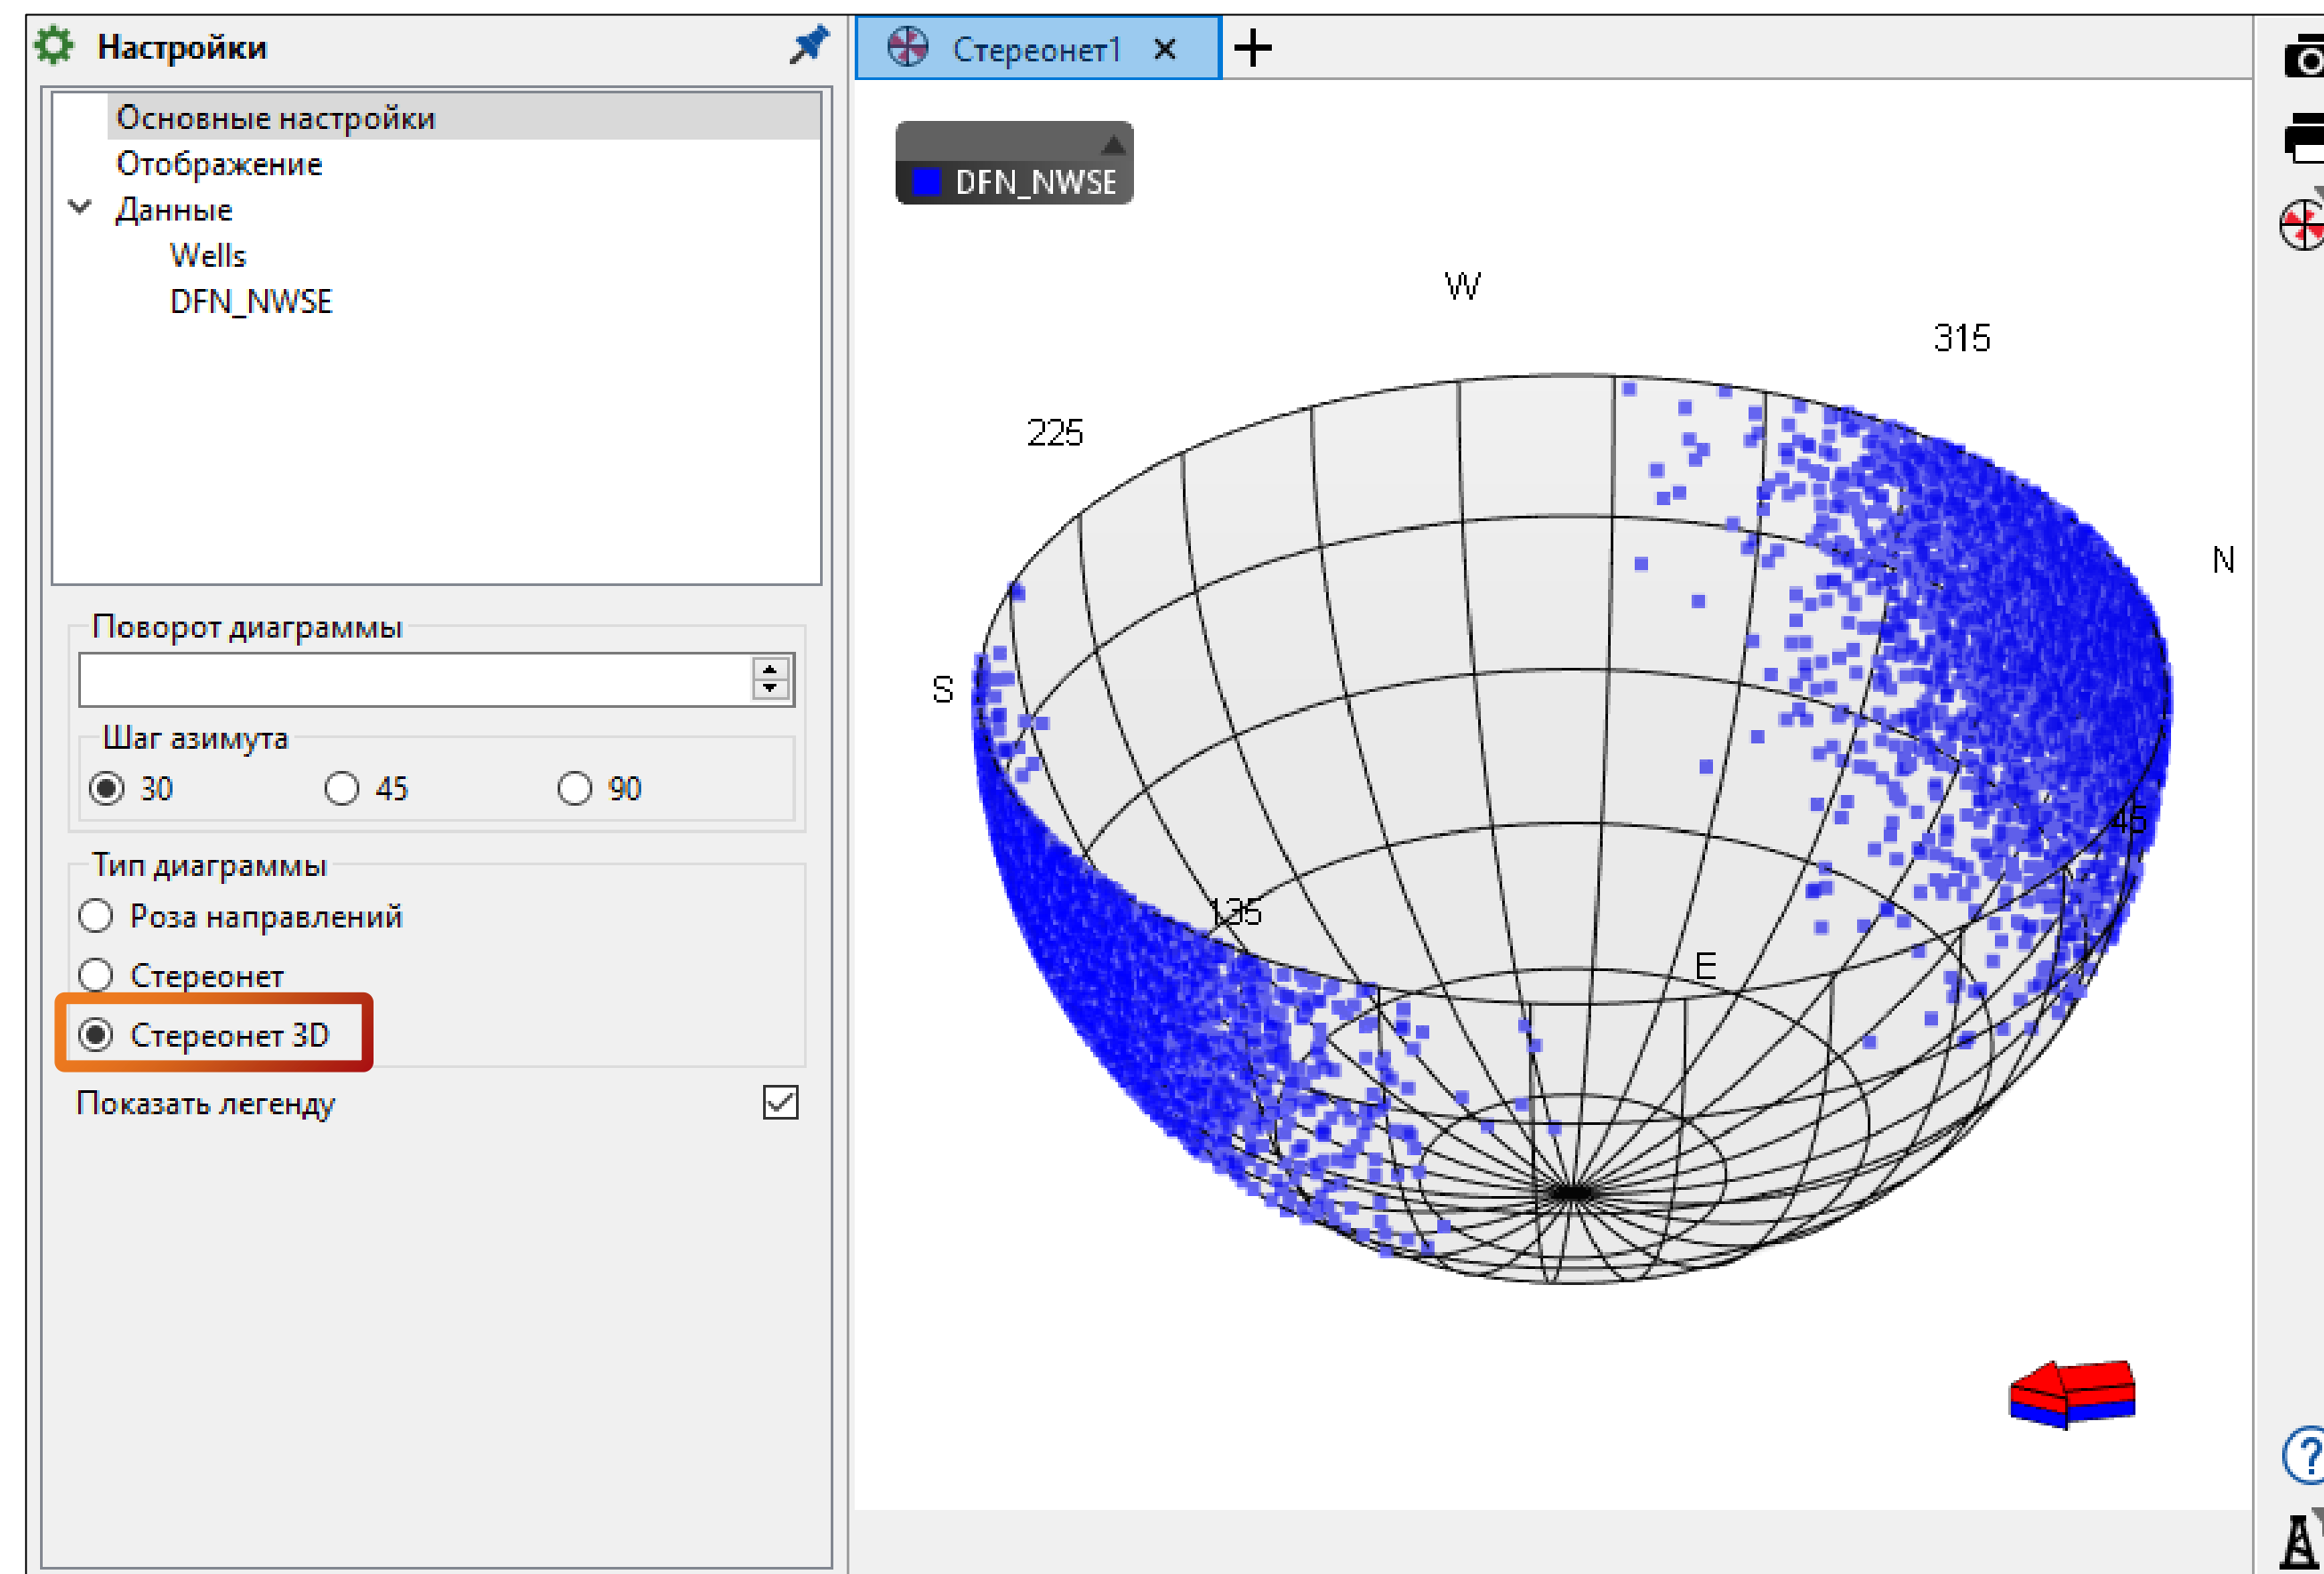 Настройки
Основные настройки
Отображение
Данные
Wells
DFN_NWSE
Поворот диаграммы
Шаг азимута
30 45 90
Тип диаграммы
Роза направлений
Стереонет
Стереонет 3D
Показать легенду
Стереонет1
DFN_NWSE
W
315
225
N
S
45
135
E